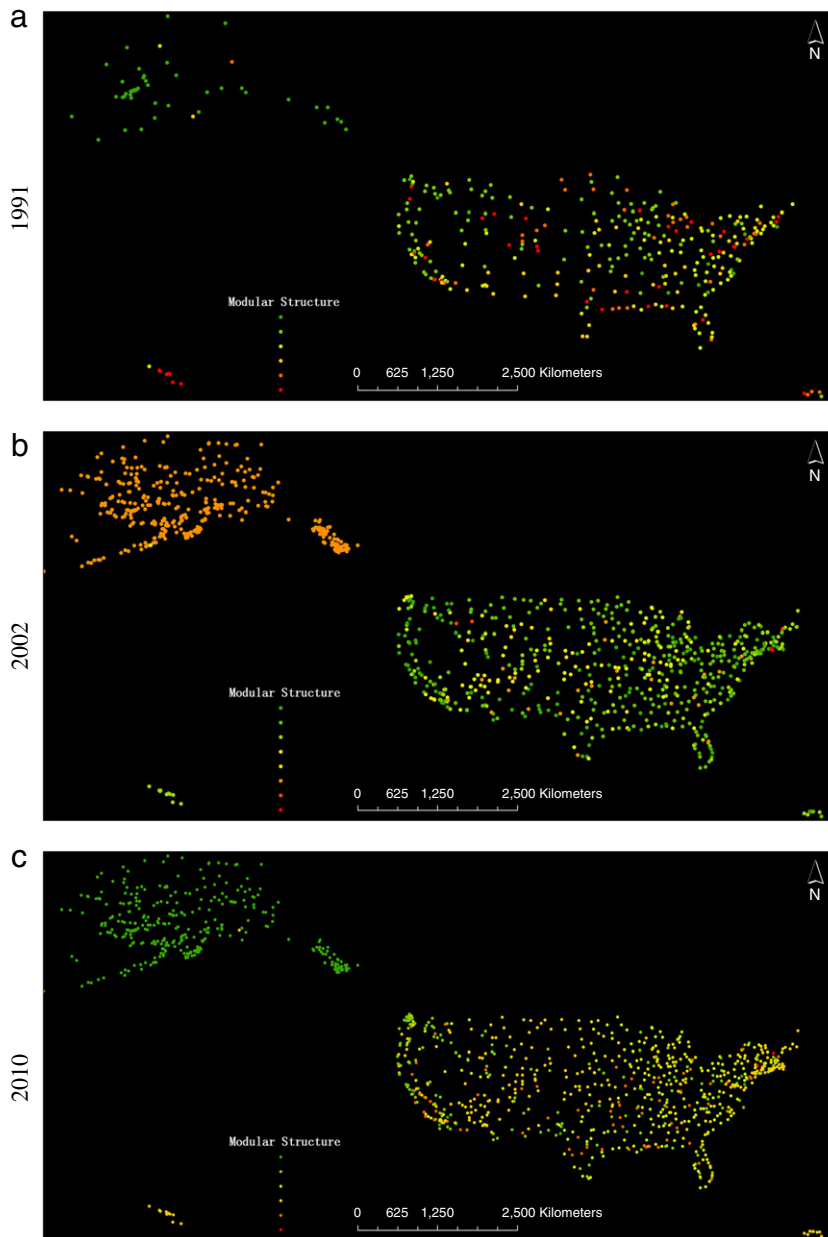 a
N
1991
Modular Structure
0 625 1,250 2,500 Kilometers
b
N
2002
Modular Structure
0 625 1,250 2,500 Kilometers
c
N
2010
Modular Structure
0 625 1,250 2,500 Kilometers